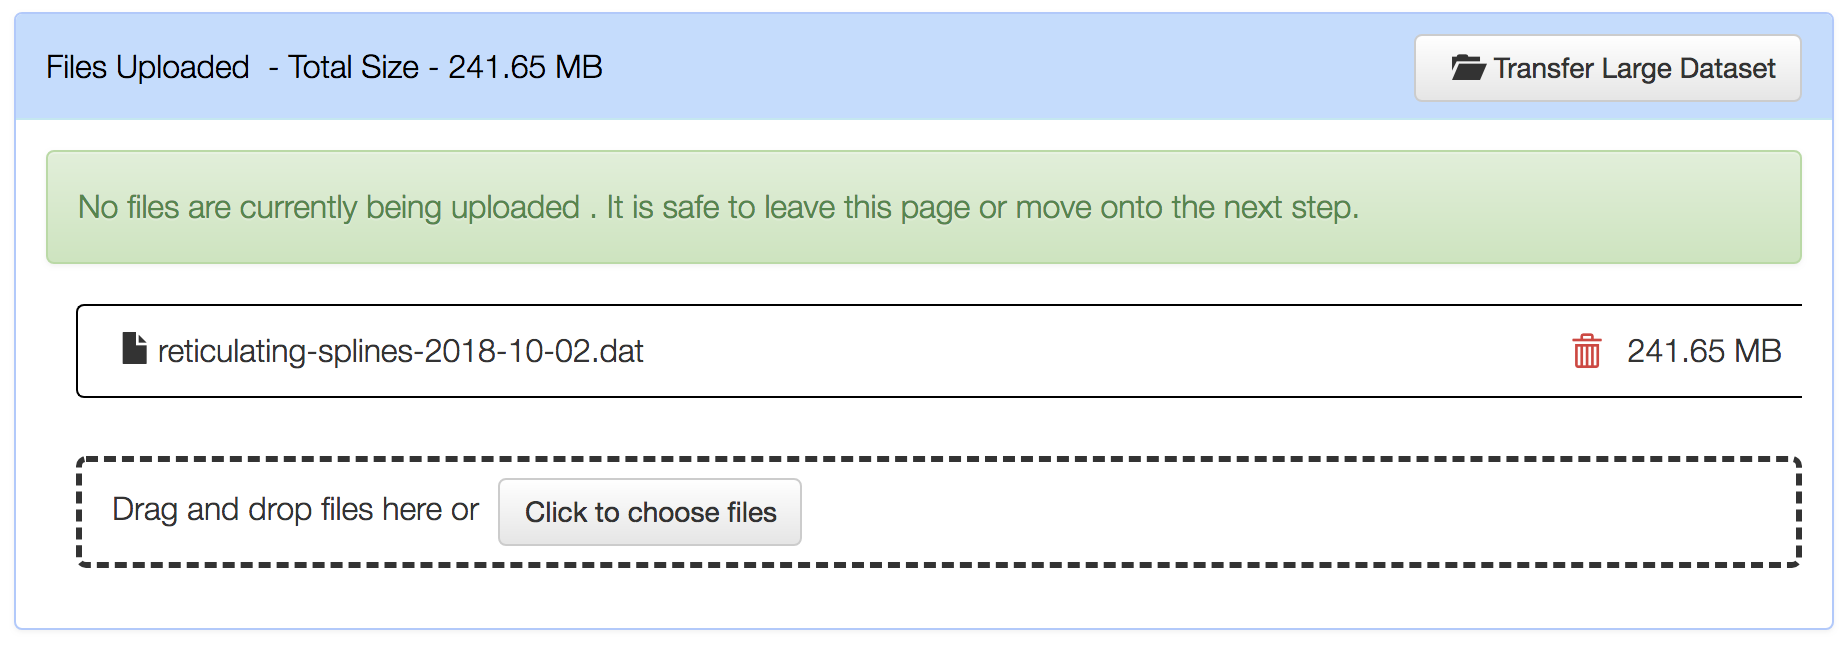 Files Uploaded  - Total Size - 241.65 MB
Transfer Large Dataset
No files are currently being uploaded . It is safe to leave this page or move onto the next step.
reticulating-splines-2018-10-02.dat
241.65 MB
Drag and drop files here or
Click to choose files